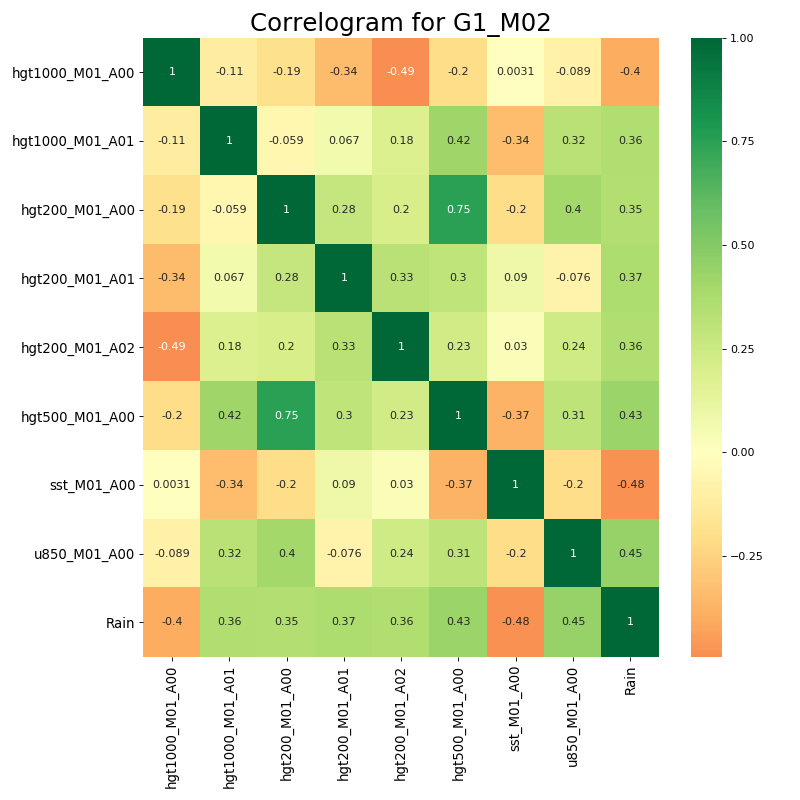 Correlogram for G1_M02
hgt1000_M01_A00 1 -0.11 -0.19 -0.34 -0.49 -0.2 0.0031 -0.089 -0.4
hgt1000_M01_A01 -0.11 1 -0.059 0.067 0.18 0.42 -0.34 0.32 0.36
hgt200_M01_A00 -0.19 -0.059 1 0.28 0.2 0.75 -0.2 0.4 0.35
hgt200_M01_A01 -0.34 0.067 0.28 1 0.33 0.3 0.09 -0.076 0.37
hgt200_M01_A02 -0.49 0.18 0.2 0.33 1 0.23 0.03 0.24 0.36
hgt500_M01_A00 -0.2 0.42 0.75 0.3 0.23 1 -0.37 0.31 0.43
sst_M01_A00 0.0031 -0.34 -0.2 0.09 0.03 -0.37 1 -0.2 -0.48
u850_M01_A00 -0.089 0.32 0.4 -0.076 0.24 0.31 -0.2 1 0.45
Rain -0.4 0.36 0.35 0.37 0.36 0.43 -0.48 0.45 1
hgt1000_M01_A00
hgt1000_M01_A01
hgt200_M01_A00
hgt200_M01_A01
hgt200_M01_A02
hgt500_M01_A00
sst_M01_A00
u850_M01_A00
Rain
1.00
0.75
0.50
0.25
0.00
−0.25